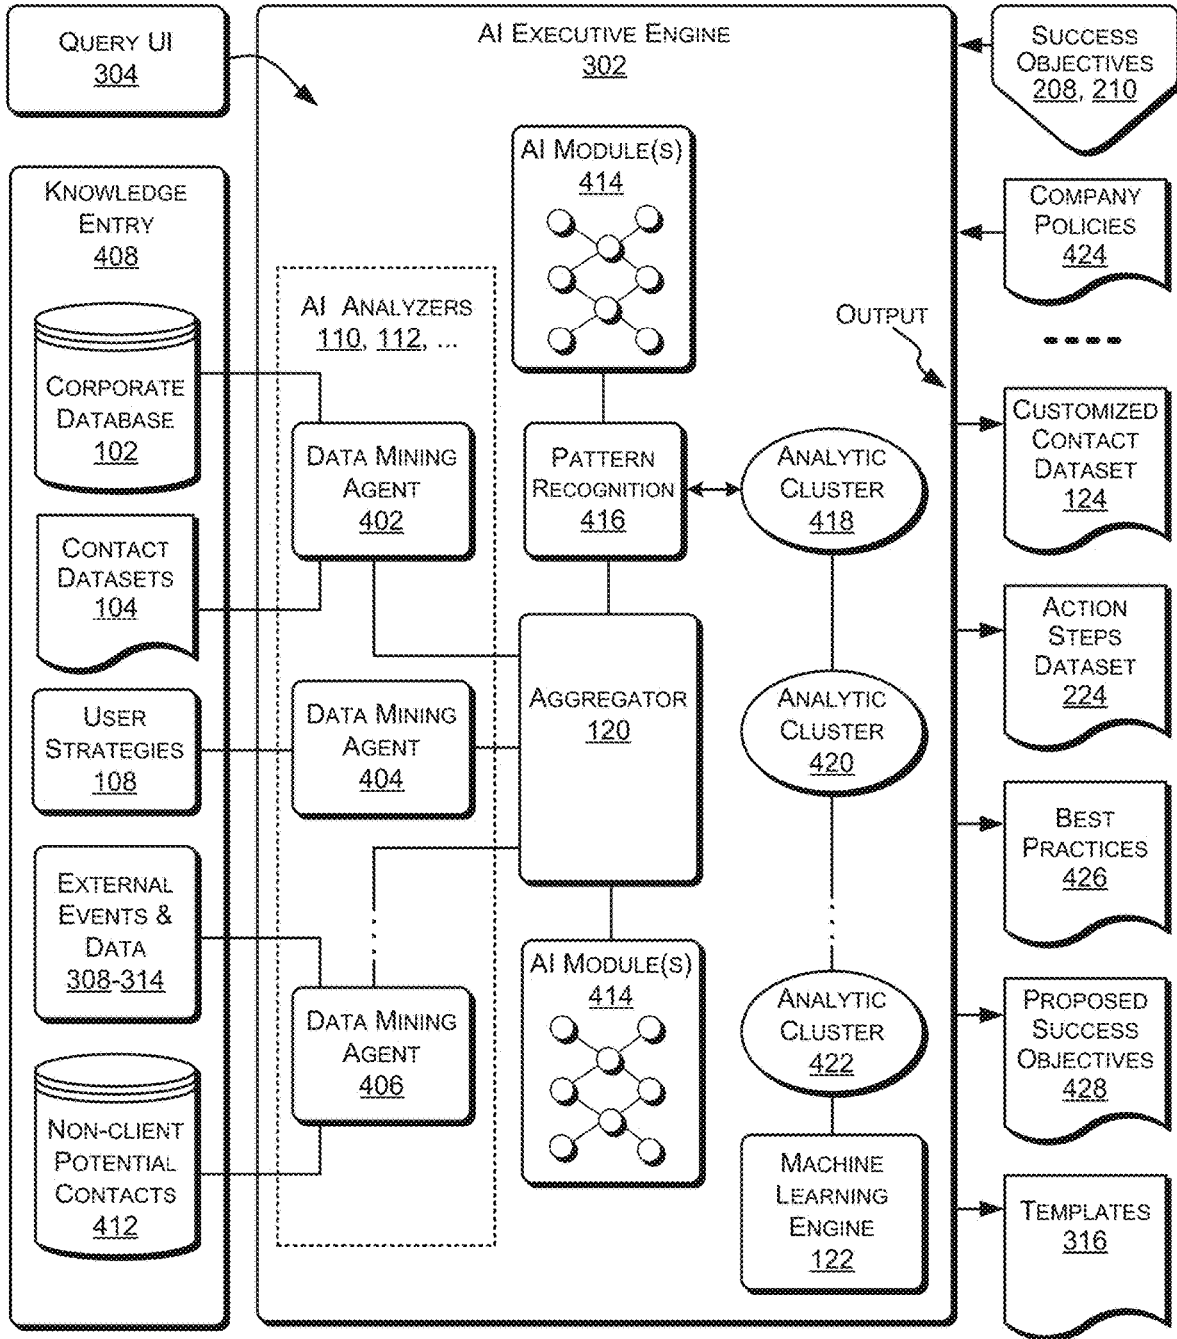 QUERY UI
304
AI EXECUTIVE ENGINE
302
SUCCESS
OBJECTIVES
208, 210
KNOWLEDGE
ENTRY
408
CORPORATE
DATABASE
102
CONTACT
DATASETS
104
USER
STRATEGIES
108
EXTERNAL
EVENTS &
DATA
308-314
NON-CLIENT
POTENTIAL
CONTACTS
412
AI ANALYZERS
110, 112, ...
DATA MINING
AGENT
402
DATA MINING
AGENT
404
DATA MINING
AGENT
406
AI MODULE(S)
414
PATTERN
RECOGNITION
416
AGGREGATOR
120
AI MODULE(S)
414
ANALYTIC
CLUSTER
418
ANALYTIC
CLUSTER
420
ANALYTIC
CLUSTER
422
MACHINE
LEARNING
ENGINE
122
OUTPUT
COMPANY
POLICIES
424
CUSTOMIZED
CONTACT
DATASET
124
ACTION
STEPS
DATASET
224
BEST
PRACTICES
426
PROPOSED
SUCCESS
OBJECTIVES
428
TEMPLATES
316